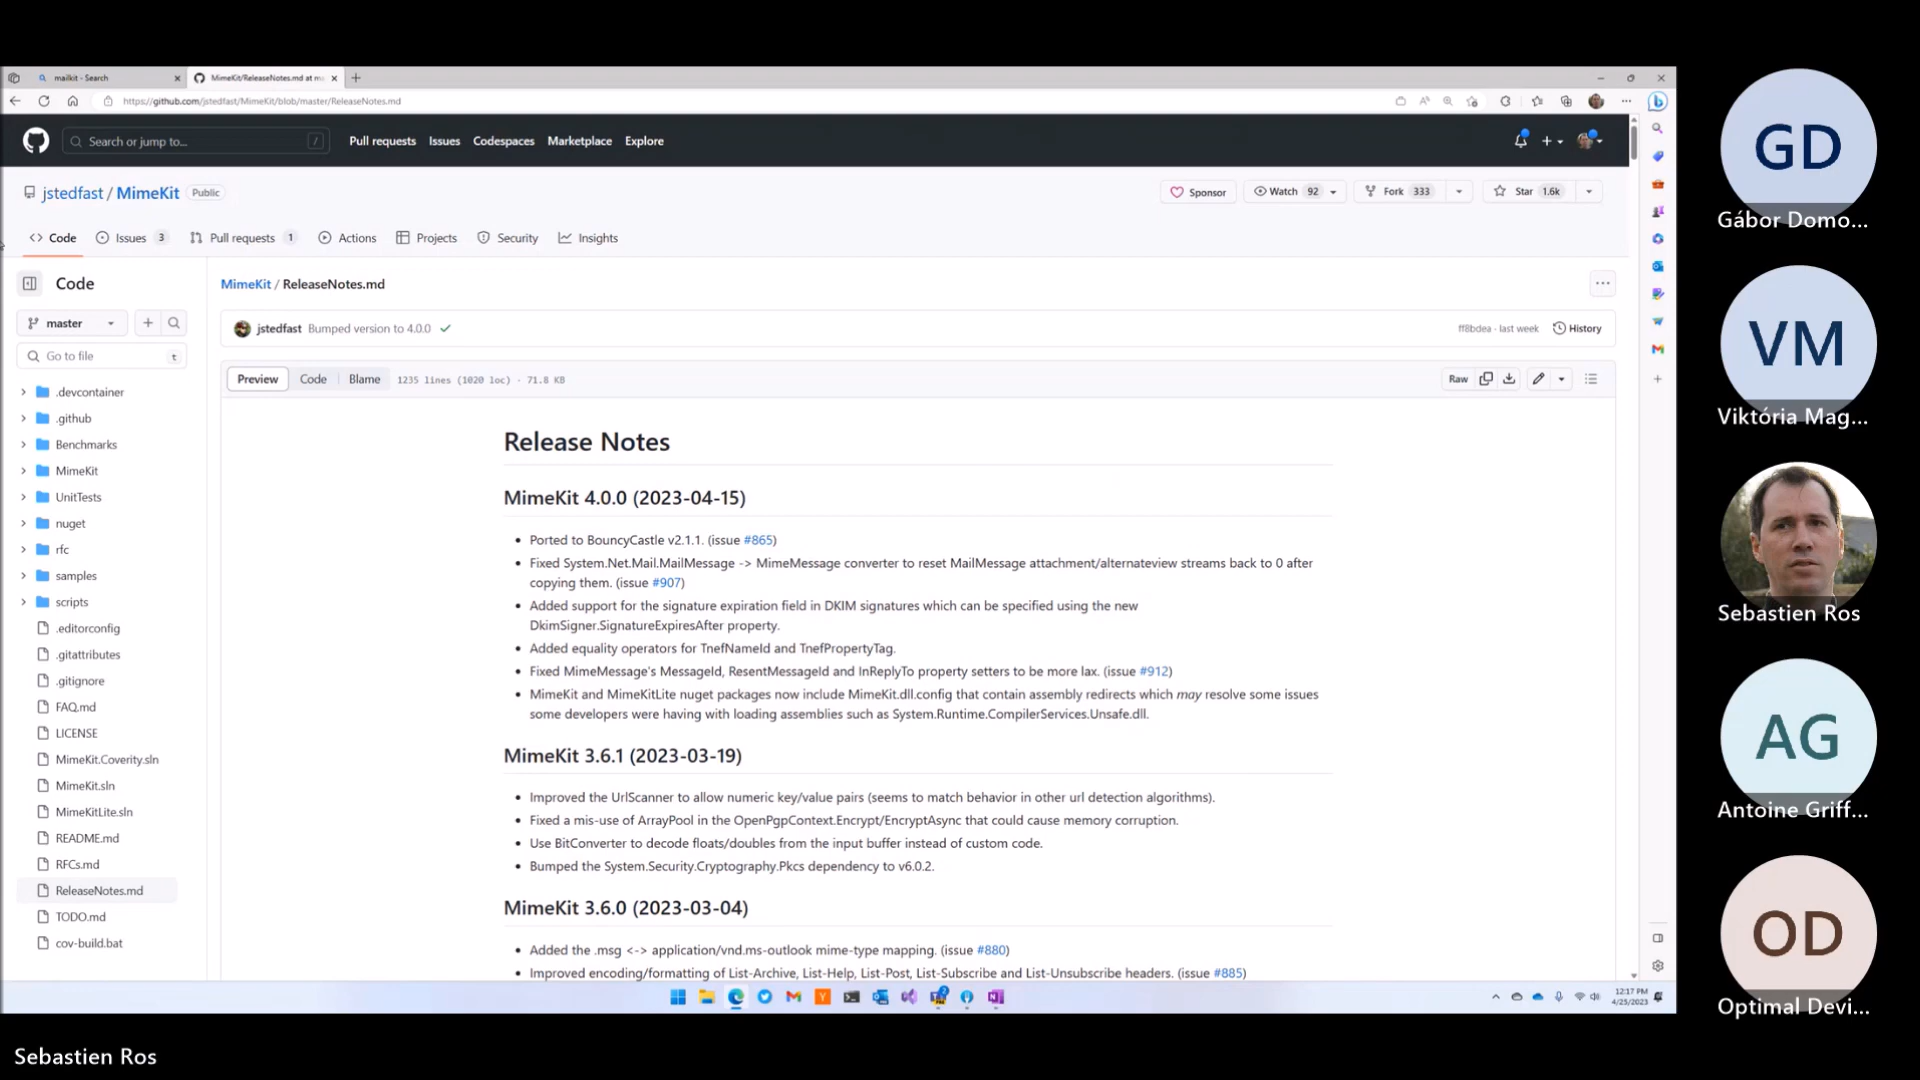 mailkit - Search
MimeKit/ReleaseNotes.md at m
https://github.com/jstedfast/MimeKit/blob/master/ReleaseNotes.md
Search or jump to... /
Pull requests Issues Codespaces Marketplace Explore
jstedfast / MimeKit Public
Sponsor Watch 92 Fork 333 Star 1.6k
Code Issues 3 Pull requests 1 Actions Projects Security Insights
Code
master
Go to file t
.devcontainer
.github
Benchmarks
MimeKit
UnitTests
nuget
rfc
samples
scripts
.editorconfig
.gitattributes
.gitignore
FAQ.md
LICENSE
MimeKit.Coverity.sln
MimeKit.sln
MimeKitLite.sln
README.md
RFCs.md
ReleaseNotes.md
TODO.md
cov-build.bat
MimeKit / ReleaseNotes.md
jstedfast Bumped version to 4.0.0
ff8bdea · last week History
Preview Code Blame 1235 lines (1020 loc) · 71.8 KB
Raw
Release Notes
MimeKit 4.0.0 (2023-04-15)
• Ported to BouncyCastle v2.1.1. (issue #865)
• Fixed System.Net.Mail.MailMessage -> MimeMessage converter to reset MailMessage attachment/alternateview streams back to 0 after
copying them. (issue #907)
• Added support for the signature expiration field in DKIM signatures which can be specified using the new
DkimSigner.SignatureExpiresAfter property.
• Added equality operators for TnefNameId and TnefPropertyTag.
• Fixed MimeMessage's MessageId, ResentMessageId and InReplyTo property setters to be more lax. (issue #912)
• MimeKit and MimeKitLite nuget packages now include MimeKit.dll.config that contain assembly redirects which may resolve some issues
some developers were having with loading assemblies such as System.Runtime.CompilerServices.Unsafe.dll.
MimeKit 3.6.1 (2023-03-19)
• Improved the UrlScanner to allow numeric key/value pairs (seems to match behavior in other url detection algorithms).
• Fixed a mis-use of ArrayPool in the OpenPgpContext.Encrypt/EncryptAsync that could cause memory corruption.
• Use BitConverter to decode floats/doubles from the input buffer instead of custom code.
• Bumped the System.Security.Cryptography.Pkcs dependency to v6.0.2.
MimeKit 3.6.0 (2023-03-04)
• Added the .msg <-> application/vnd.ms-outlook mime-type mapping. (issue #880)
• Improved encoding/formatting of List-Archive, List-Help, List-Post, List-Subscribe and List-Unsubscribe headers. (issue #885)
12:17 PM
4/25/2023
GD
Gábor Domo...
VM
Viktória Mag...
Sebastien Ros
AG
Antoine Griff...
OD
Optimal Devi...
Sebastien Ros